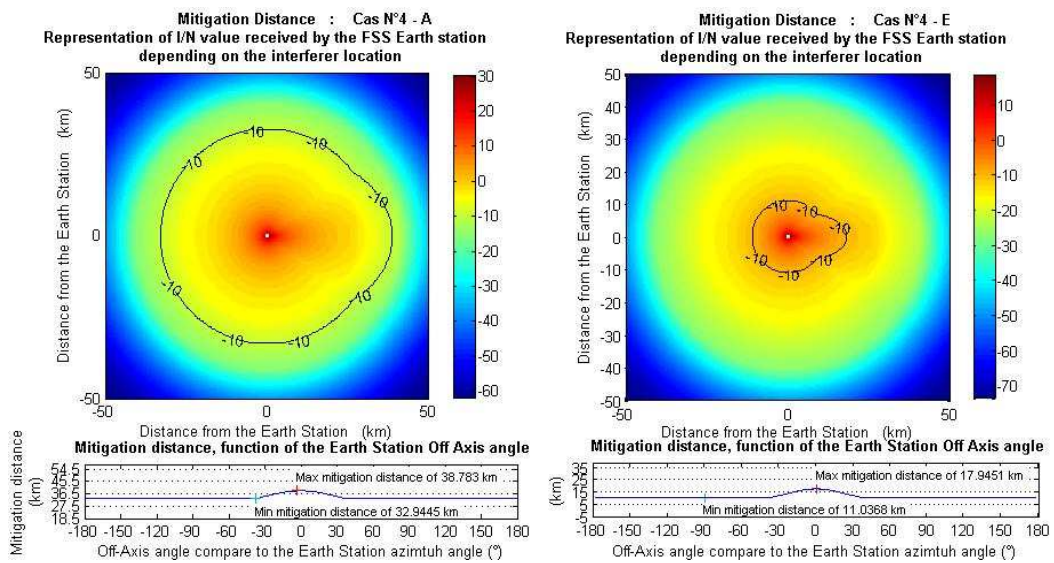 Mitigation Distance : Cas N°4 - A
Representation of I/N value received by the FSS Earth station
depending on the interferer location
50
0
-50
Distance from the Earth Station (km)
-10
-10
-10
-10
-10
-10
-10
-10
-10
-10
-50
0
50
Distance from the Earth Station (km)
30
20
10
0
-10
-20
-30
-40
-50
-60
Mitigation distance, function of the Earth Station Off Axis angle
Mitigation distance
(km)
54.5
45.5
36.5
27.5
18.5
Max mitigation distance of 38.783 km
Min mitigation distance of 32.9445 km
-180 -150 -120 -90 -60 -30 0 30 60 90 120 150 180
Off-Axis angle compare to the Earth Station azimtuh angle (°)
Mitigation Distance : Cas N°4 - E
Representation of I/N value received by the FSS Earth station
depending on the interferer location
50
40
30
20
10
0
-10
-20
-30
-40
-50
Distance from the Earth Station (km)
-10
-10
-10
-10
-10
-10
-50
0
50
Distance from the Earth Station (km)
10
0
-10
-20
-30
-40
-50
-60
-70
Mitigation distance, function of the Earth Station Off Axis angle
(km)
35
25
15
5
-5
Max mitigation distance of 17.9451 km
Min mitigation distance of 11.0368 km
-180 -150 -120 -90 -60 -30 0 30 60 90 120 150 180
Off-Axis angle compare to the Earth Station azimtuh angle (°)